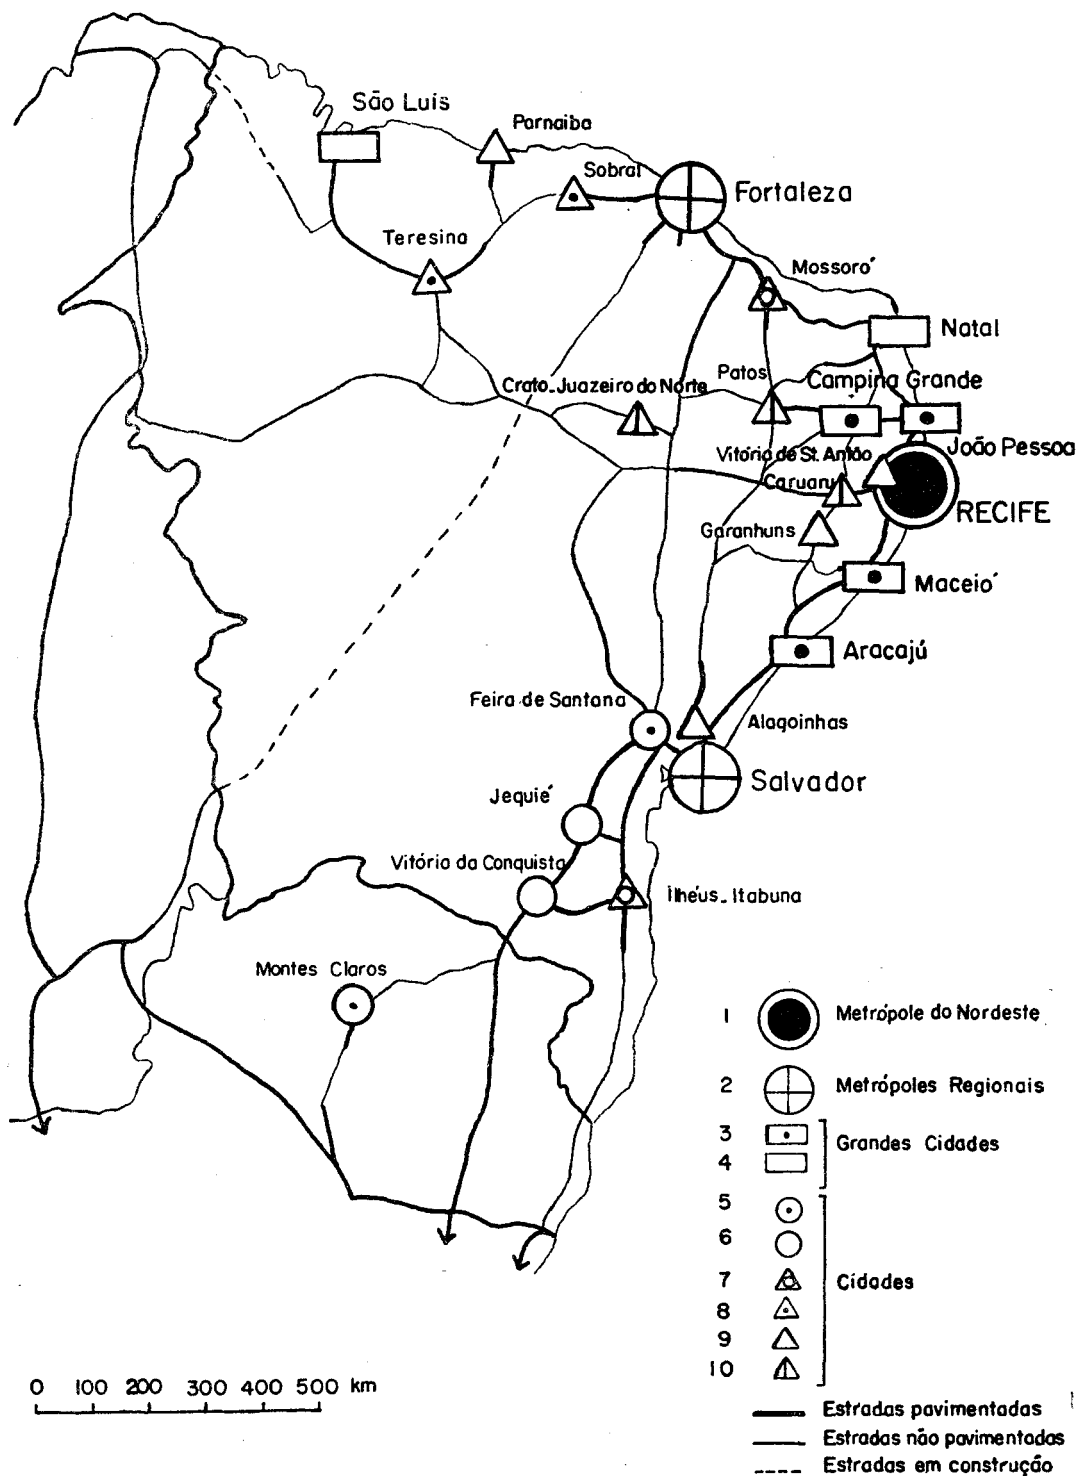 São Luís
Parnaiba
Sobral
Fortaleza
Teresina
Mossoró
Natal
Patos
Crato_Juazeiro do Norte
Campina Grande
João Pessoa
Vitória de St. Antão
Caruaru
RECIFE
Garanhuns
Maceió
Aracajú
Feira de Santana
Alagoinhas
Salvador
Jequié
Vitória da Conquista
Ilhéus_Itabuna
Montes Claros
1 Metrópole do Nordeste
2 Metrópoles Regionais
3
4
Grandes Cidades
5
6
7
8
9
10
Cidades
0 100 200 300 400 500 km
Estradas pavimentadas
Estradas não pavimentadas
Estradas em construção